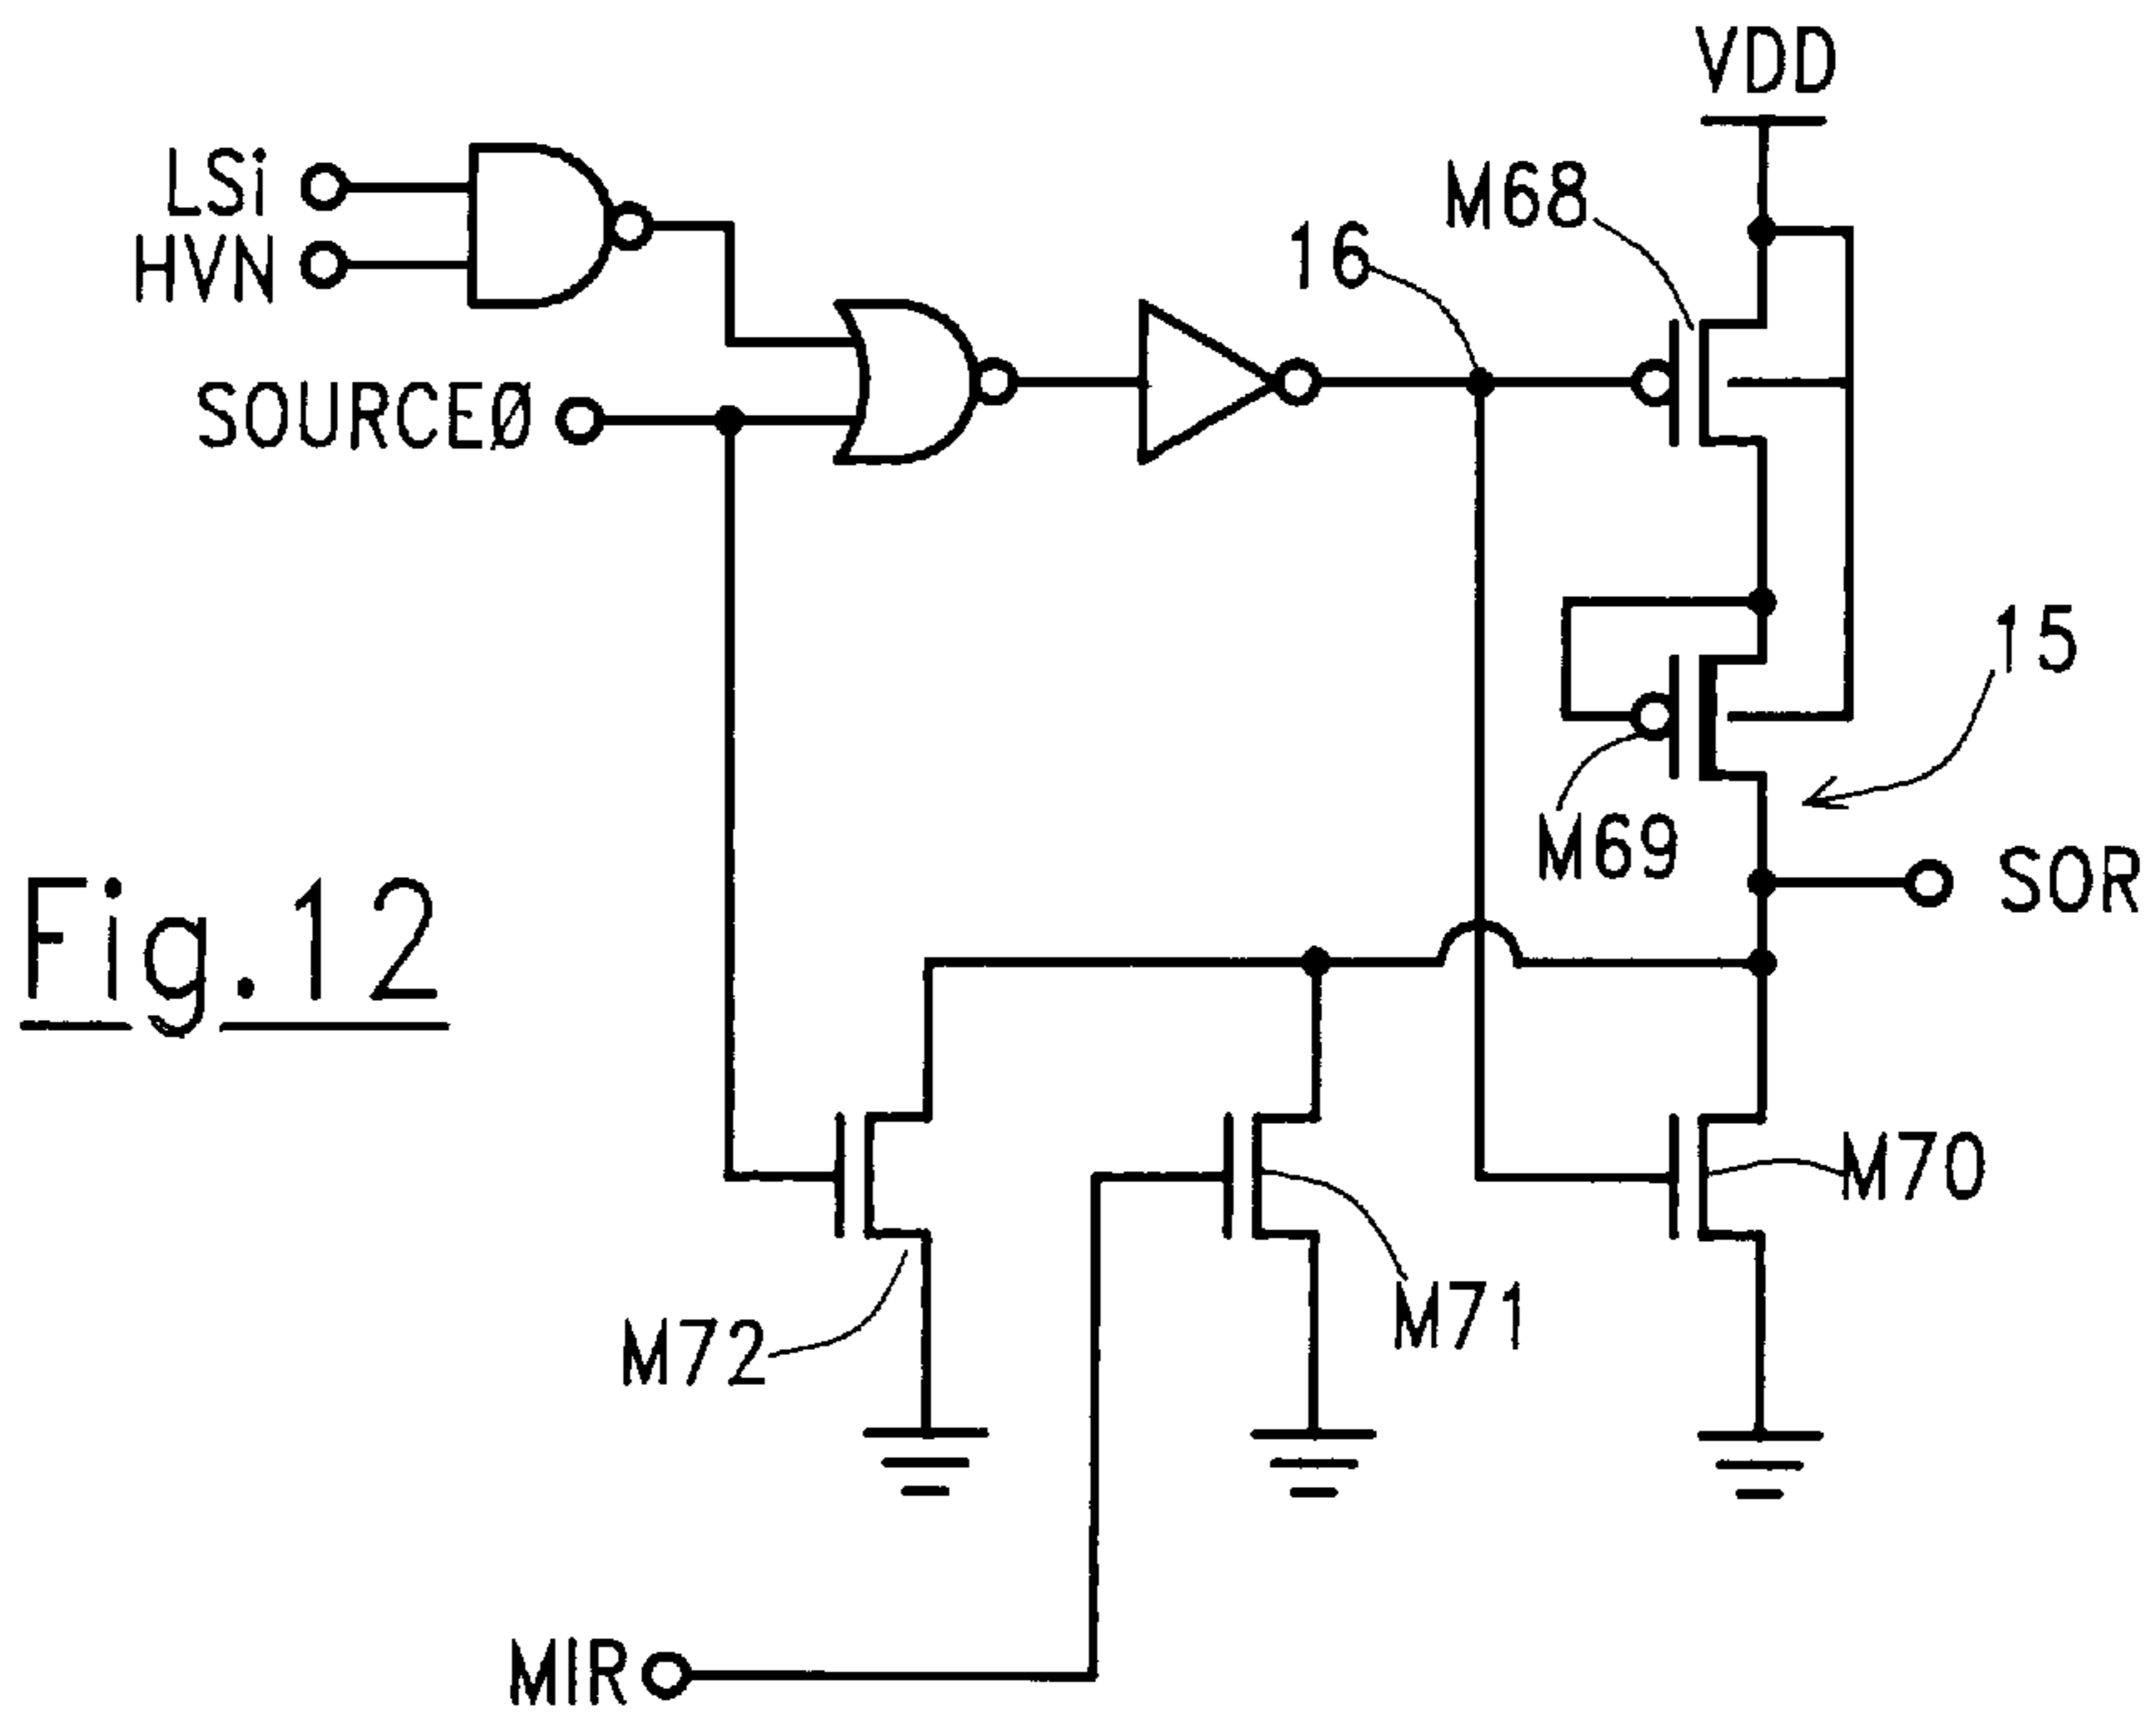 VDD
LSi
M68
HVN
16
SOURCEØ
15
M69
SOR
Fig.12
M70
M71
M72
MIR